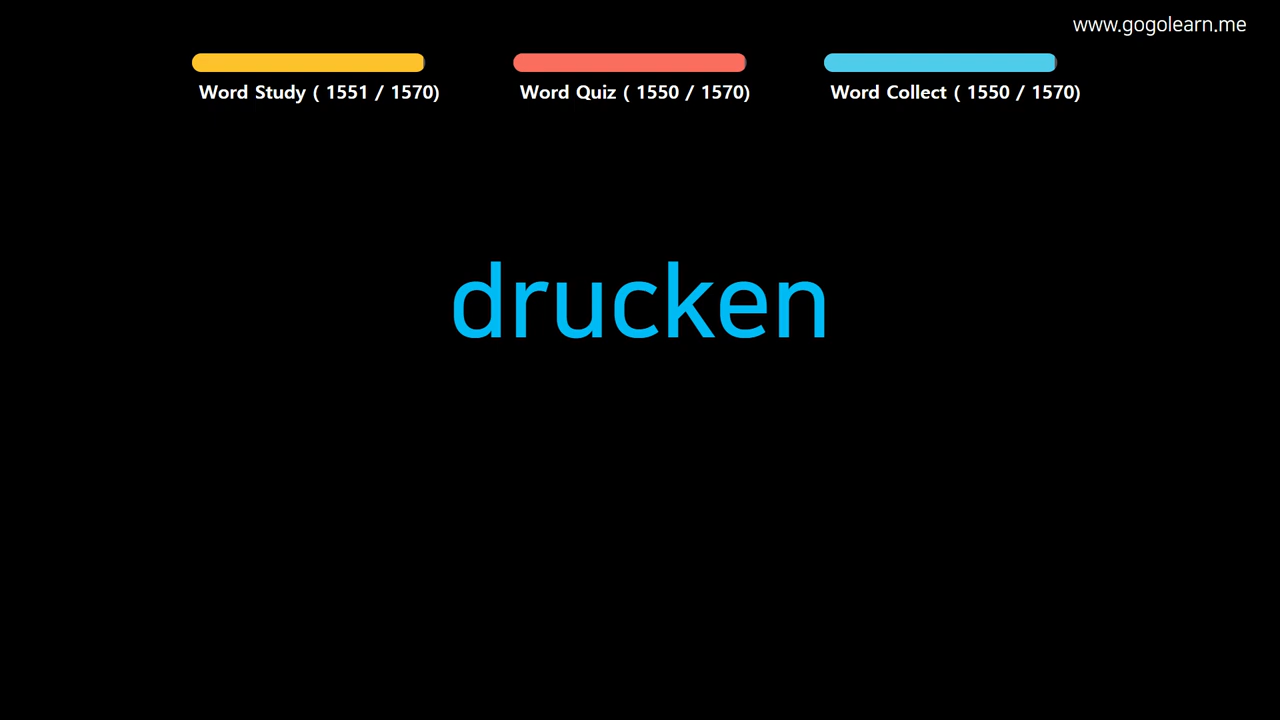 www.gogolearn.me
Word Study ( 1551 / 1570)
Word Quiz ( 1550 / 1570)
Word Collect ( 1550 / 1570)
drucken